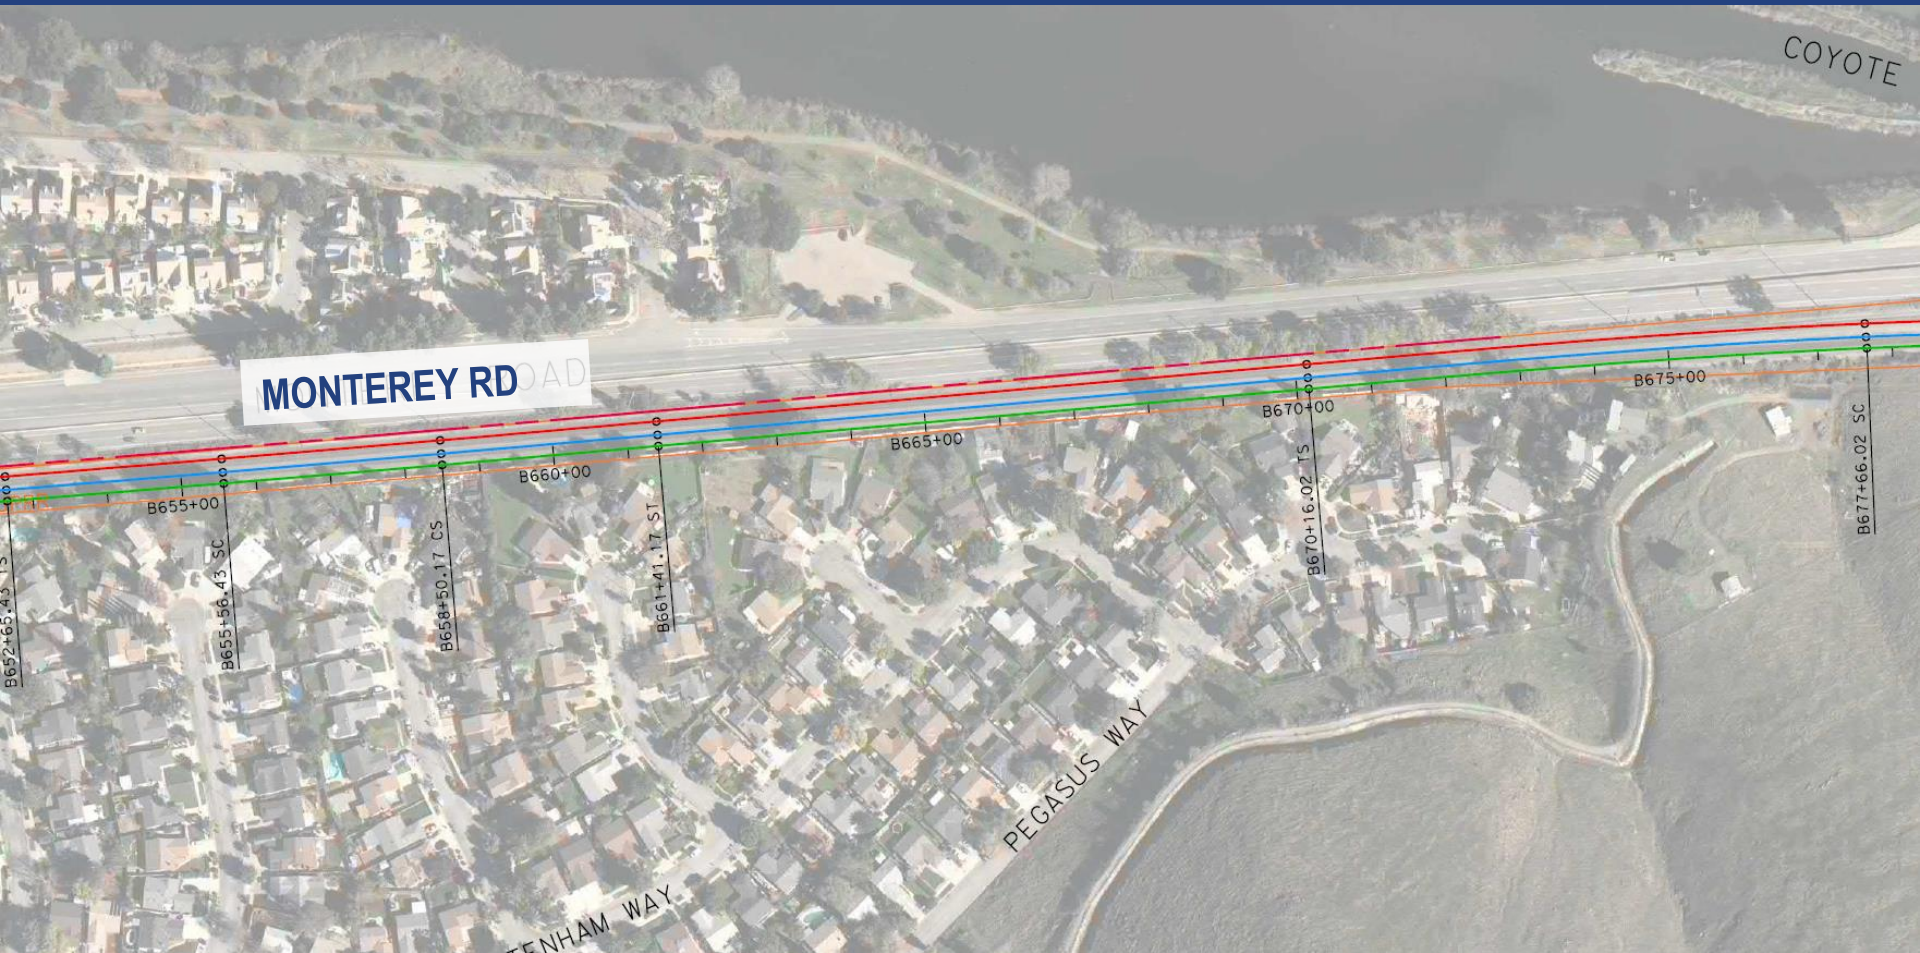 COYOTE
MONTEREY RD
OAD
B655+00
B660+00
B665+00
B670+00
B675+00
B652+65.43 TS
B655+56.43 SC
B658+50.17 CS
B661+41.17 ST
B670+16.02 TS
B677+66.02 SC
PEGASUS WAY
TENHAM WAY